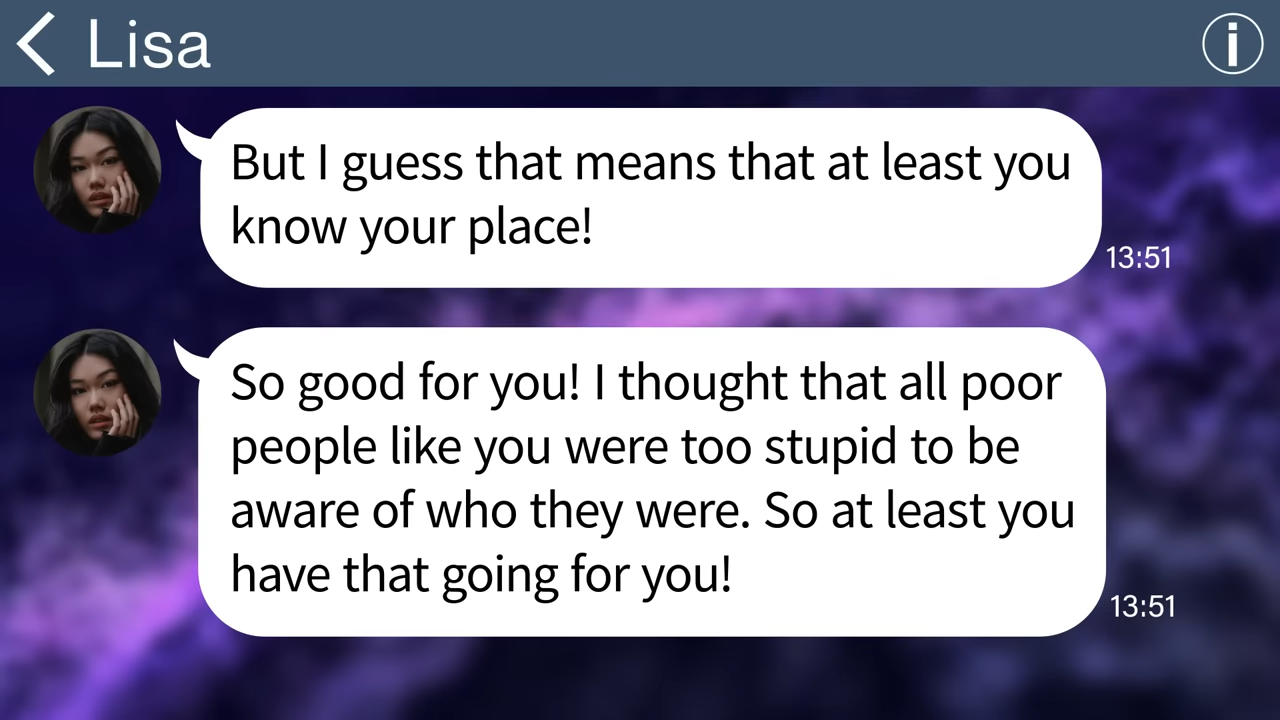 Lisa
But I guess that means that at least you
know your place!
13:51
So good for you! I thought that all poor
people like you were too stupid to be
aware of who they were. So at least you
have that going for you!
13:51